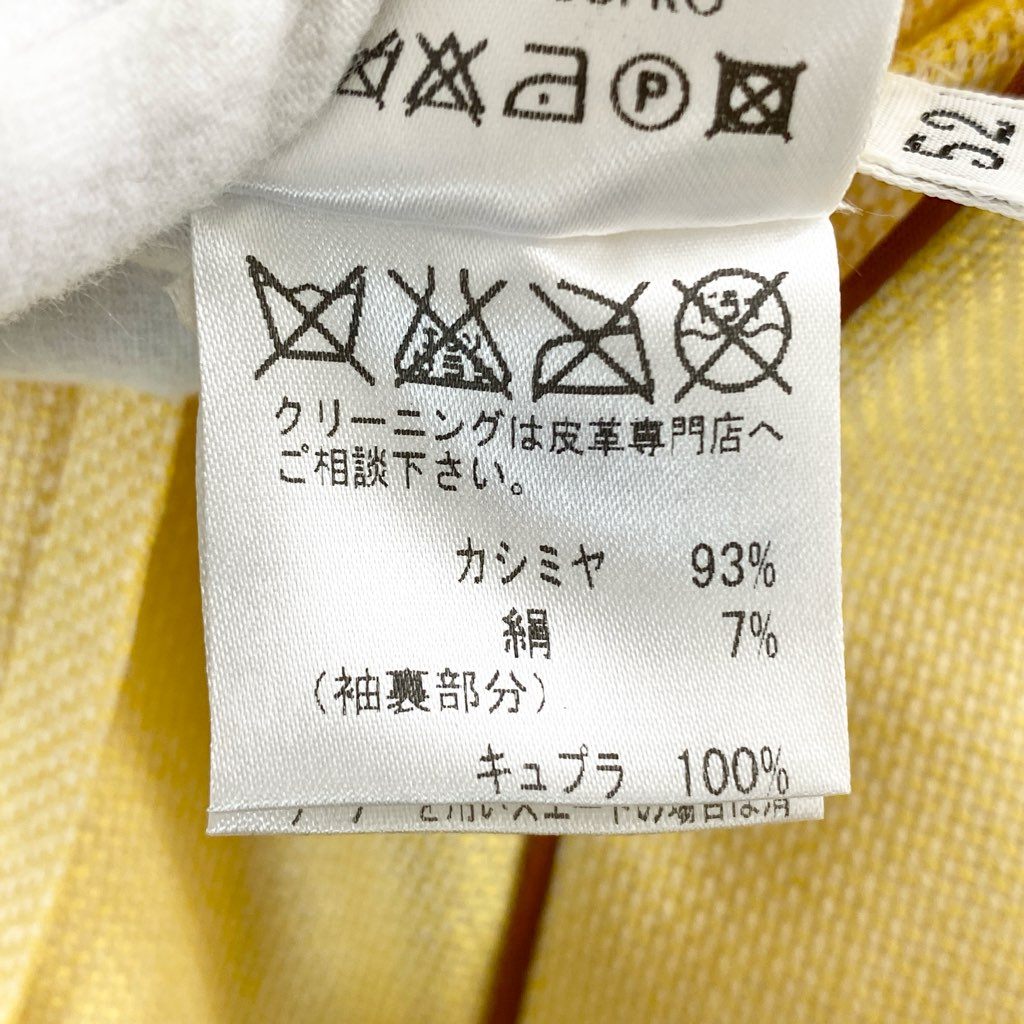 P
52
クリーニングは皮革専門店へ
ご相談下さい。
カシミヤ 93%
絹 7%
(袖裏部分)
キュプラ 100%